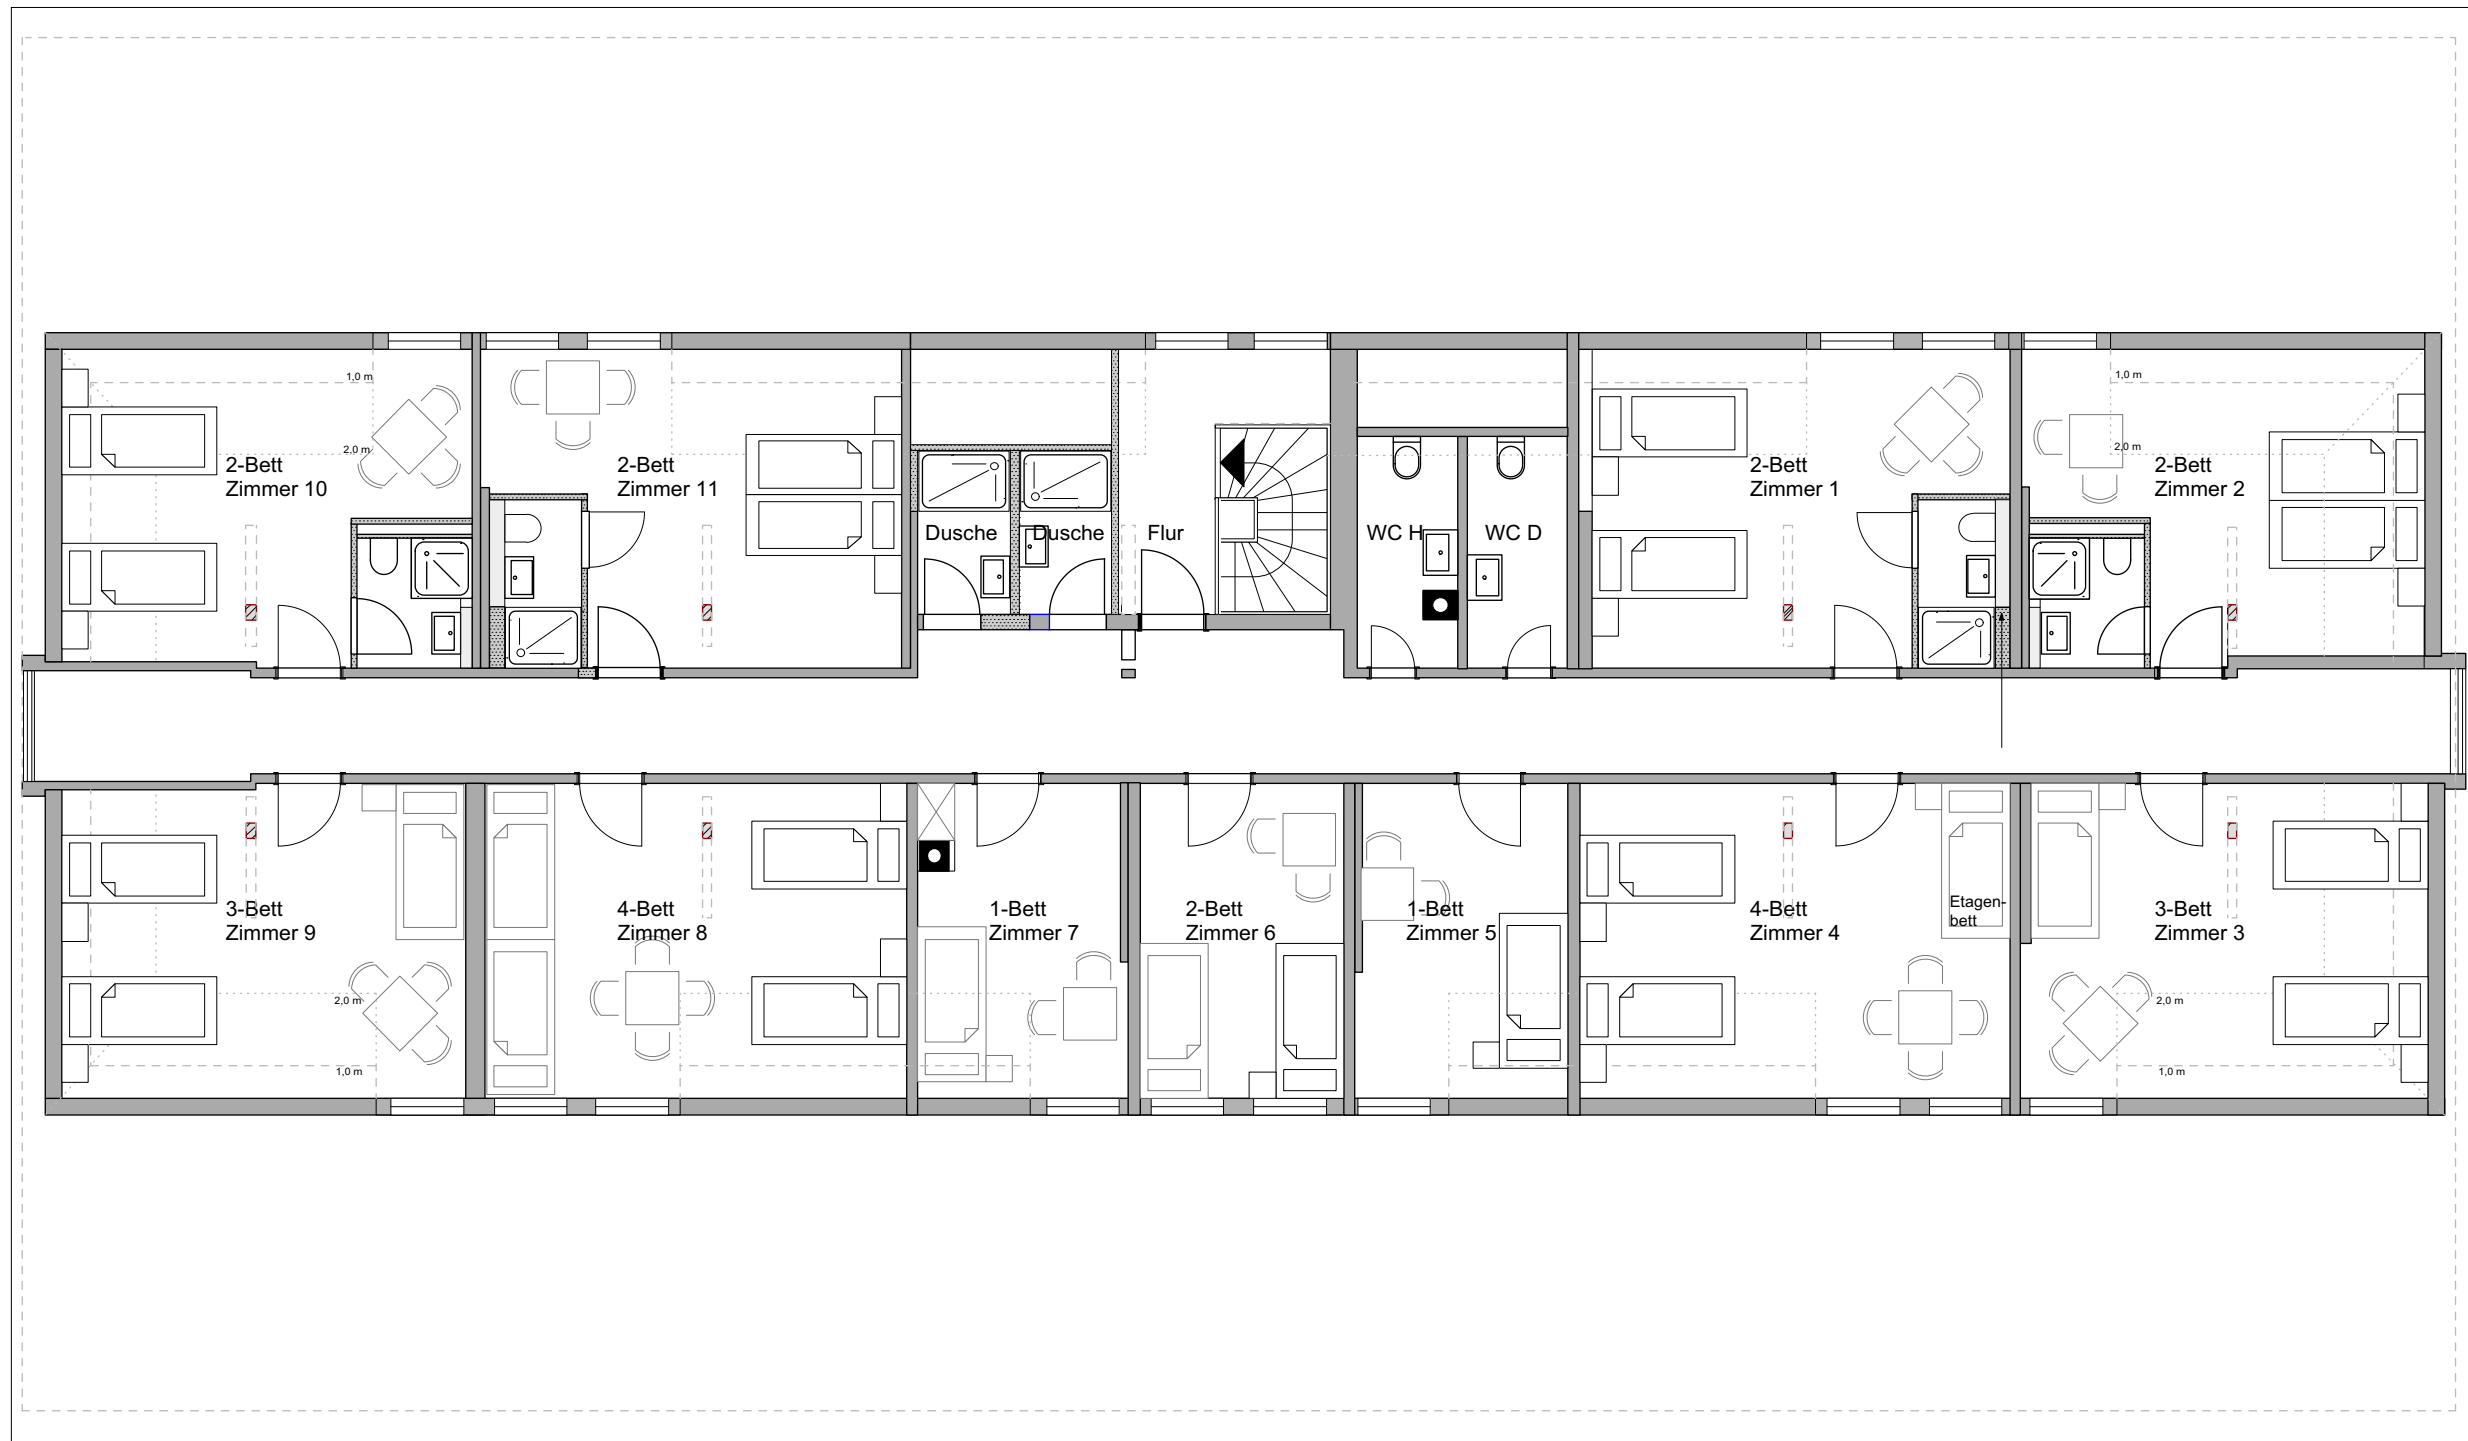 1,0 m
1,0 m
2,0 m
2,0 m
2-Bett
Zimmer 10
2-Bett
Zimmer 11
2-Bett
Zimmer 1
2-Bett
Zimmer 2
Dusche
Dusche
Flur
WC H
WC D
3-Bett
Zimmer 9
4-Bett
Zimmer 8
1-Bett
Zimmer 7
2-Bett
Zimmer 6
1-Bett
Zimmer 5
4-Bett
Zimmer 4
Etagen-
bett
3-Bett
Zimmer 3
2,0 m
2,0 m
1,0 m
1,0 m